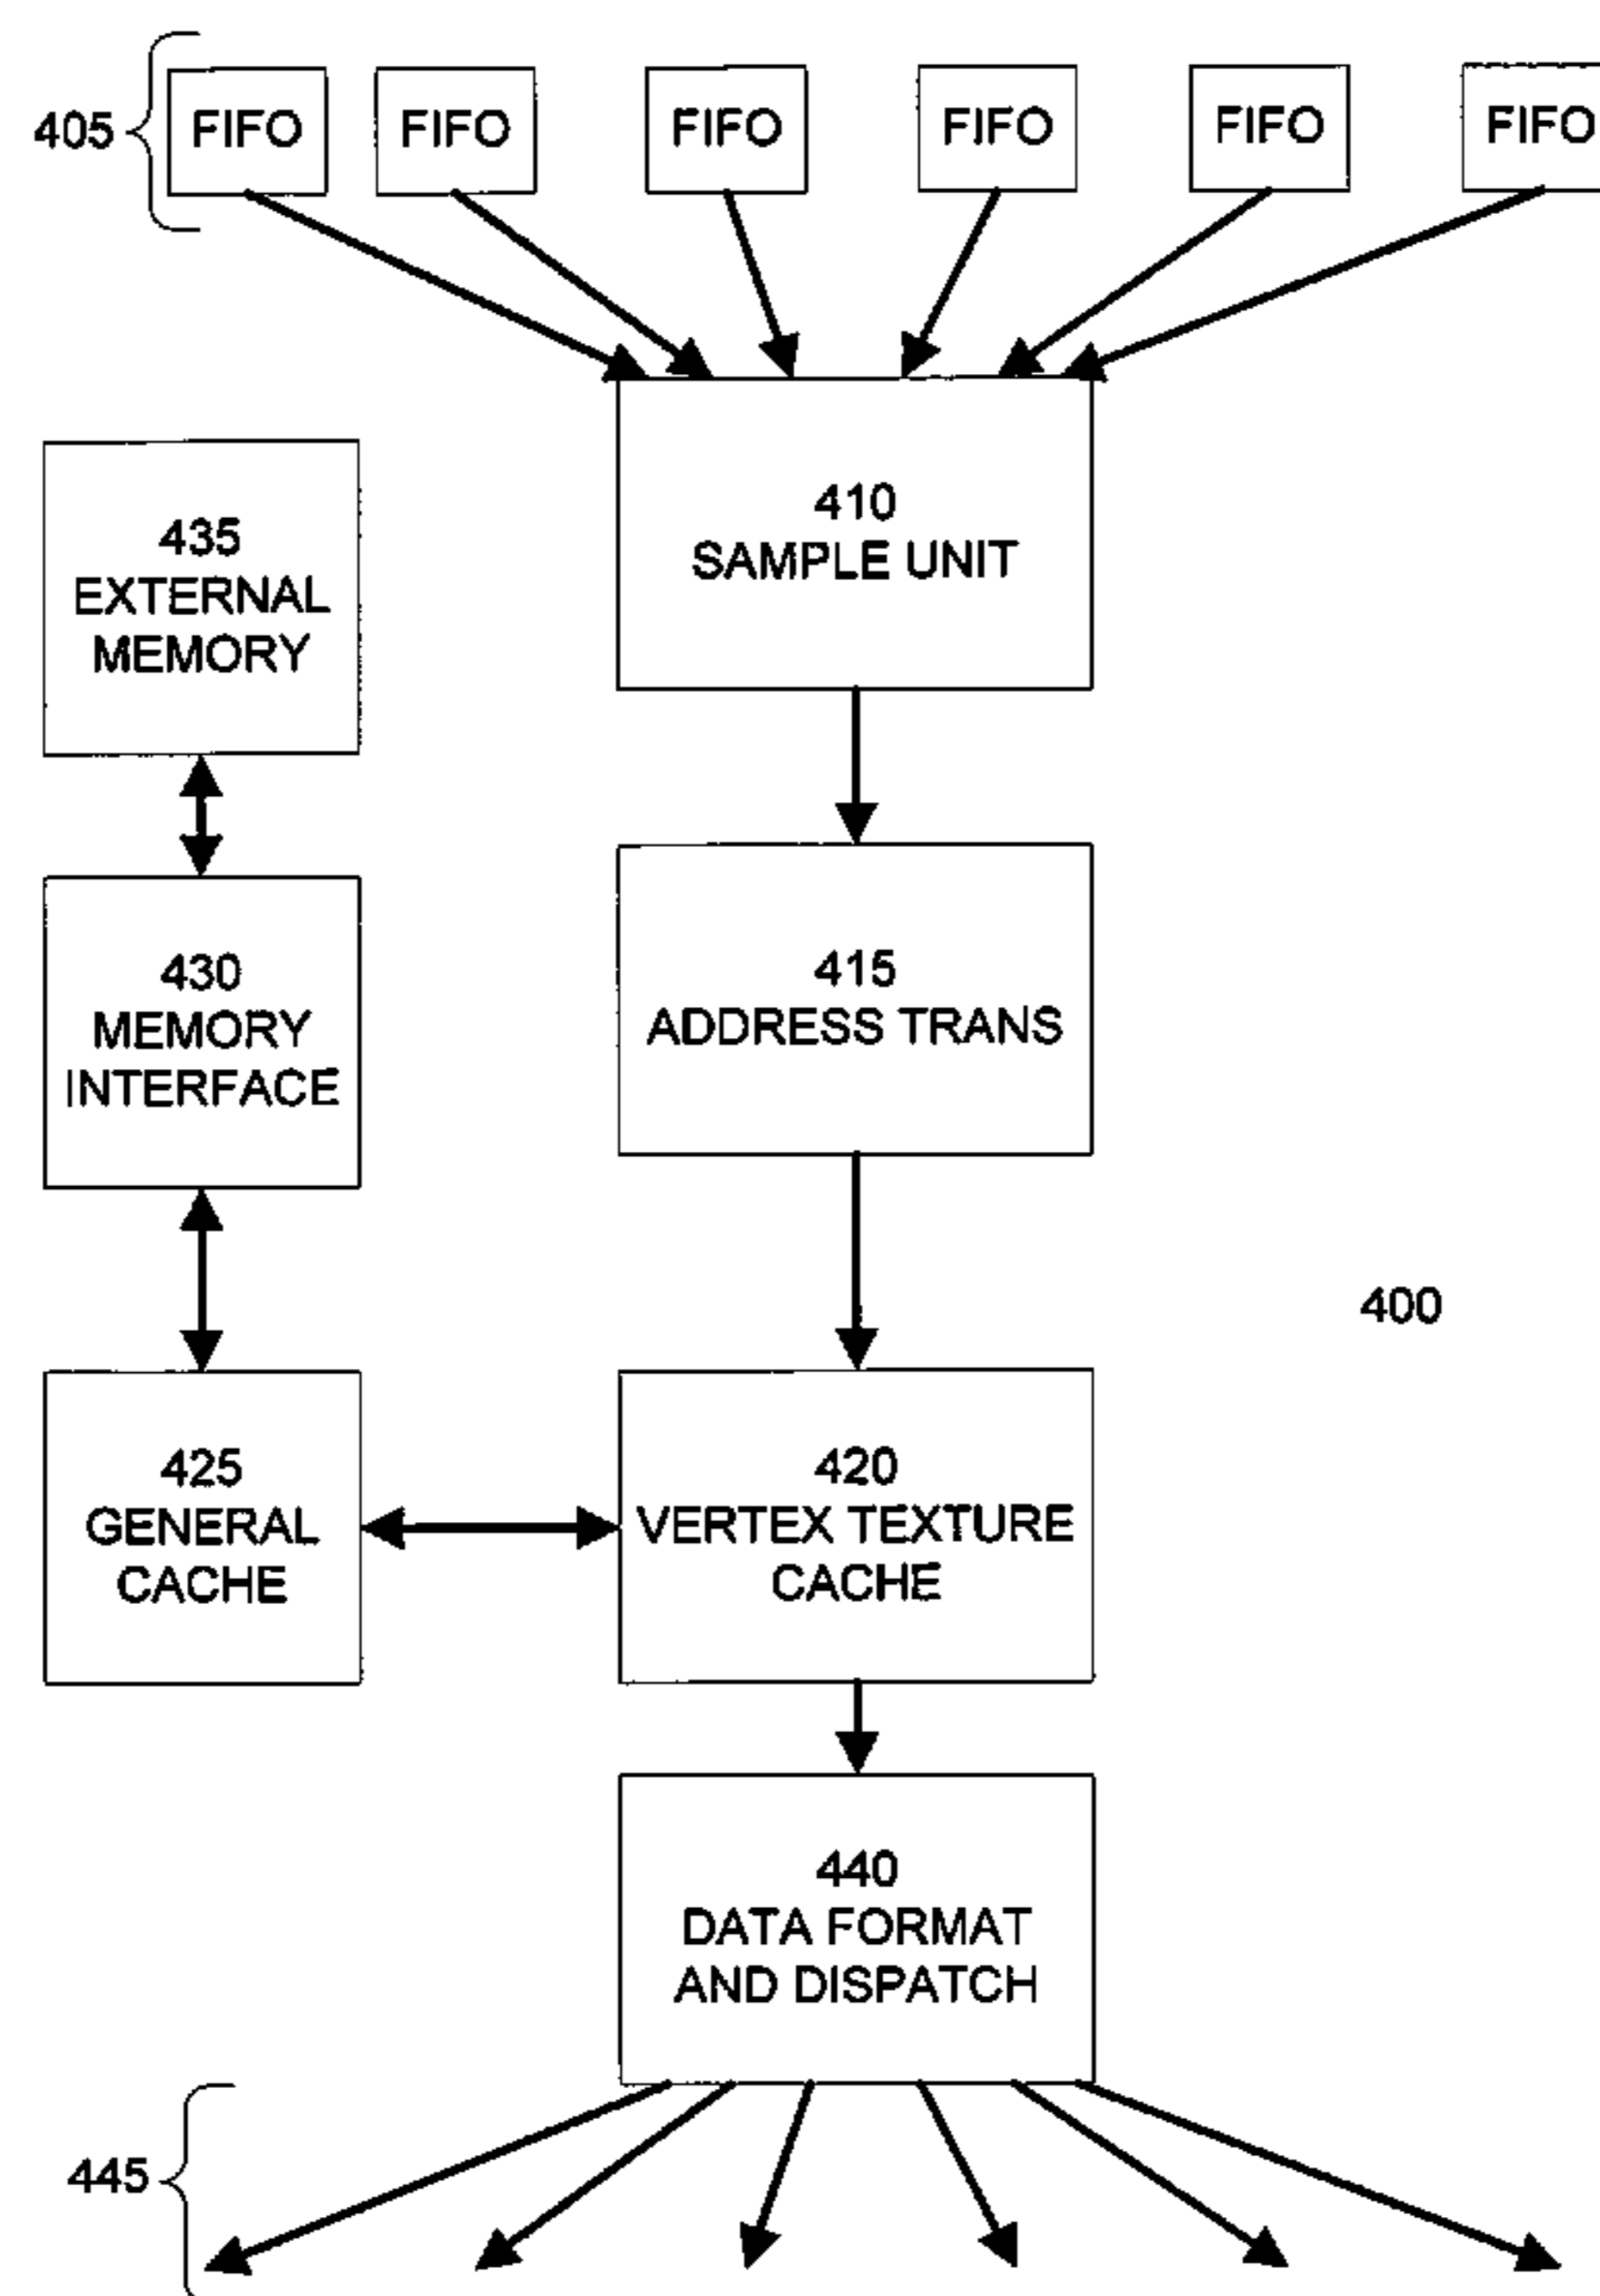 405 FIFO FIFO FIFO FIFO FIFO FIFO
410
SAMPLE UNIT
435
EXTERNAL
MEMORY
430
MEMORY
INTERFACE
415
ADDRESS TRANS
400
425
GENERAL
CACHE
420
VERTEX TEXTURE
CACHE
440
DATA FORMAT
AND DISPATCH
445